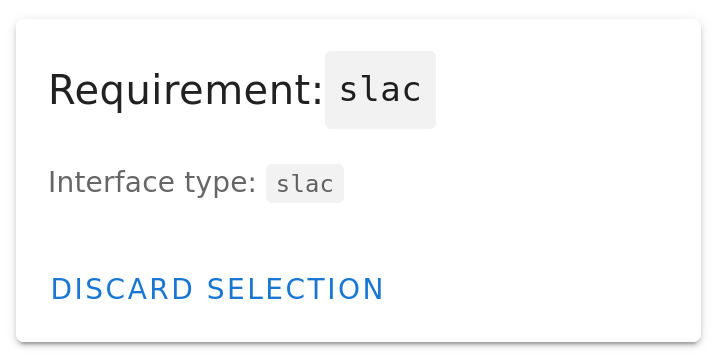 Requirement: slac
Interface type: slac
DISCARD SELECTION